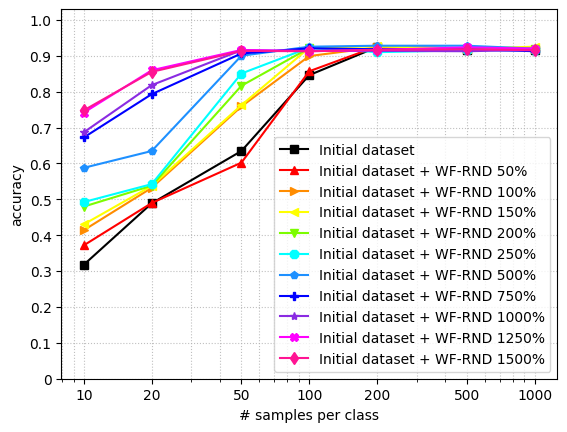 1.0
0.9
0.8
0.7
0.6
0.5
0.4
0.3
0.2
0.1
0
accuracy
Initial dataset
Initial dataset + WF-RND 50%
Initial dataset + WF-RND 100%
Initial dataset + WF-RND 150%
Initial dataset + WF-RND 200%
Initial dataset + WF-RND 250%
Initial dataset + WF-RND 500%
Initial dataset + WF-RND 750%
Initial dataset + WF-RND 1000%
Initial dataset + WF-RND 1250%
Initial dataset + WF-RND 1500%
10 20 50 100 200 500 1000
# samples per class